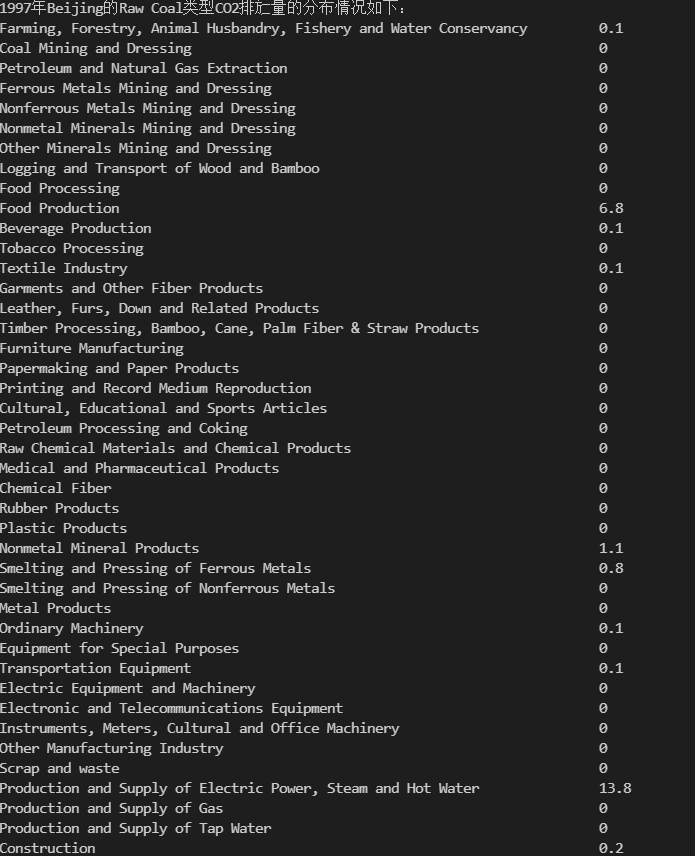 1997年Beijing的Raw Coal类型CO2排放量的分布情况如下:
Farming, Forestry, Animal Husbandry, Fishery and Water Conservancy 0.1
Coal Mining and Dressing 0
Petroleum and Natural Gas Extraction 0
Ferrous Metals Mining and Dressing 0
Nonferrous Metals Mining and Dressing 0
Nonmetal Minerals Mining and Dressing 0
Other Minerals Mining and Dressing 0
Logging and Transport of Wood and Bamboo 0
Food Processing 0
Food Production 6.8
Beverage Production 0.1
Tobacco Processing 0
Textile Industry 0.1
Garments and Other Fiber Products 0
Leather, Furs, Down and Related Products 0
Timber Processing, Bamboo, Cane, Palm Fiber & Straw Products 0
Furniture Manufacturing 0
Papermaking and Paper Products 0
Printing and Record Medium Reproduction 0
Cultural, Educational and Sports Articles 0
Petroleum Processing and Coking 0
Raw Chemical Materials and Chemical Products 0
Medical and Pharmaceutical Products 0
Chemical Fiber 0
Rubber Products 0
Plastic Products 0
Nonmetal Mineral Products 1.1
Smelting and Pressing of Ferrous Metals 0.8
Smelting and Pressing of Nonferrous Metals 0
Metal Products 0
Ordinary Machinery 0.1
Equipment for Special Purposes 0
Transportation Equipment 0.1
Electric Equipment and Machinery 0
Electronic and Telecommunications Equipment 0
Instruments, Meters, Cultural and Office Machinery 0
Other Manufacturing Industry 0
Scrap and waste 0
Production and Supply of Electric Power, Steam and Hot Water 13.8
Production and Supply of Gas 0
Production and Supply of Tap Water 0
Construction 0.2